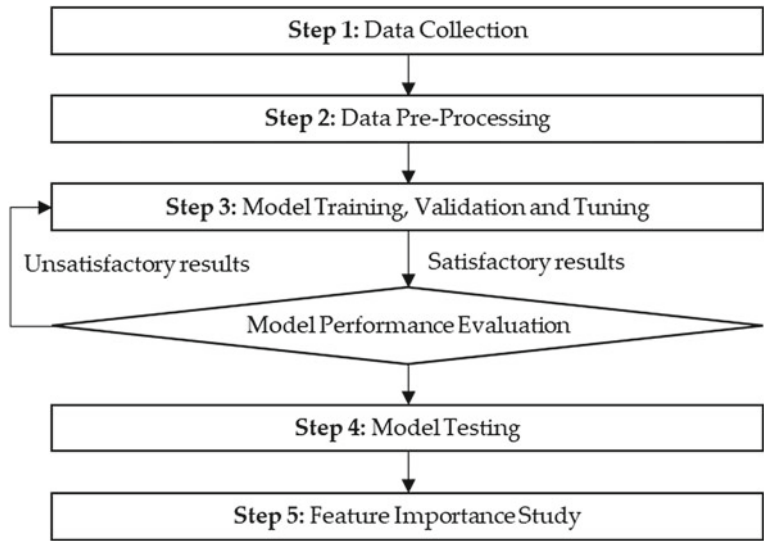 Step 1: Data Collection
Step 2: Data Pre-Processing
Step 3: Model Training, Validation and Tuning
Unsatisfactory results
Satisfactory results
Model Performance Evaluation
Step 4: Model Testing
Step 5: Feature Importance Study